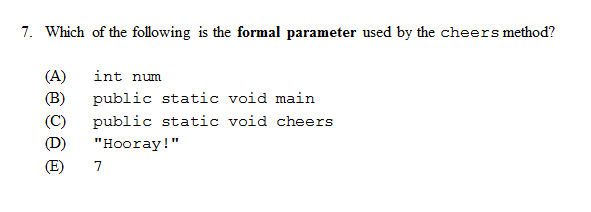 7. Which of the following is the formal parameter used by the cheers method?
(A) int num
(B) public static void main
(C) public static void cheers
(D) "Hooray!"
(E) 7